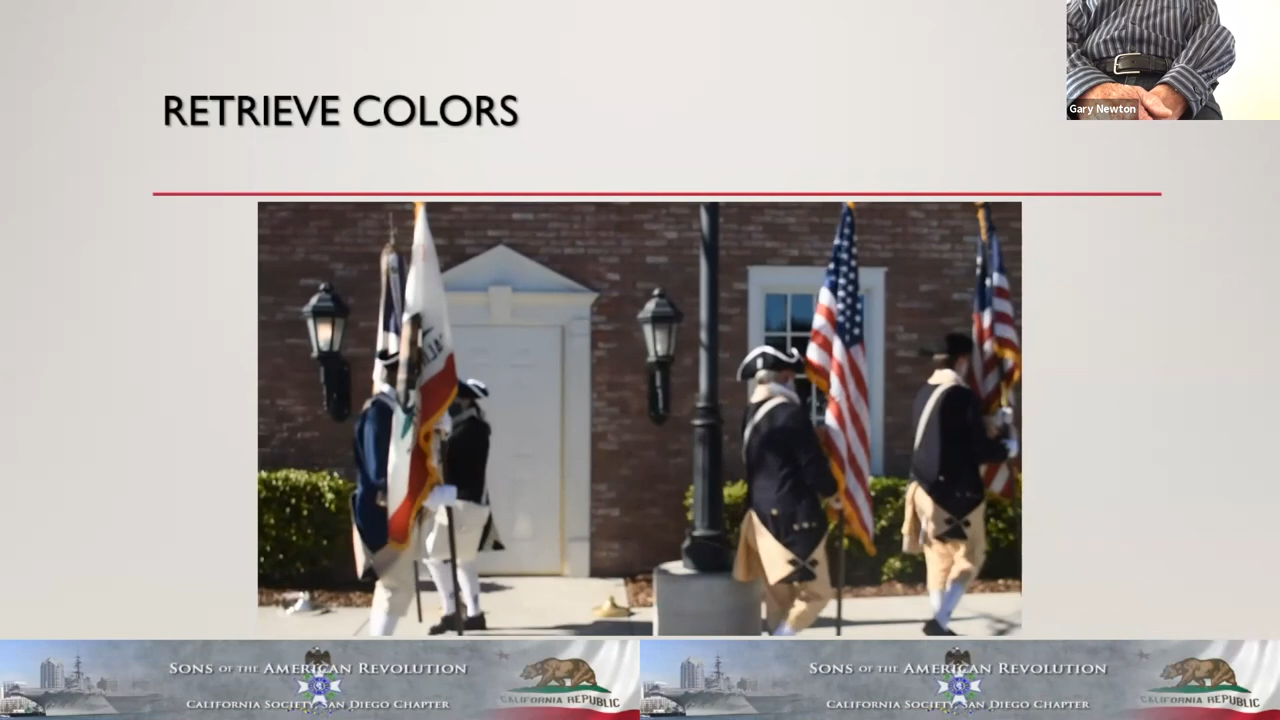 RETRIEVE COLORS
Gary Newton
SONS OF THE AMERICAN REVOLUTION
CALIFORNIA SOCIETY SAN DIEGO CHAPTER
CALIFORNIA REPUBLIC
SONS OF THE AMERICAN REVOLUTION
CALIFORNIA SOCIETY SAN DIEGO CHAPTER
CALIFORNIA REPUBLIC